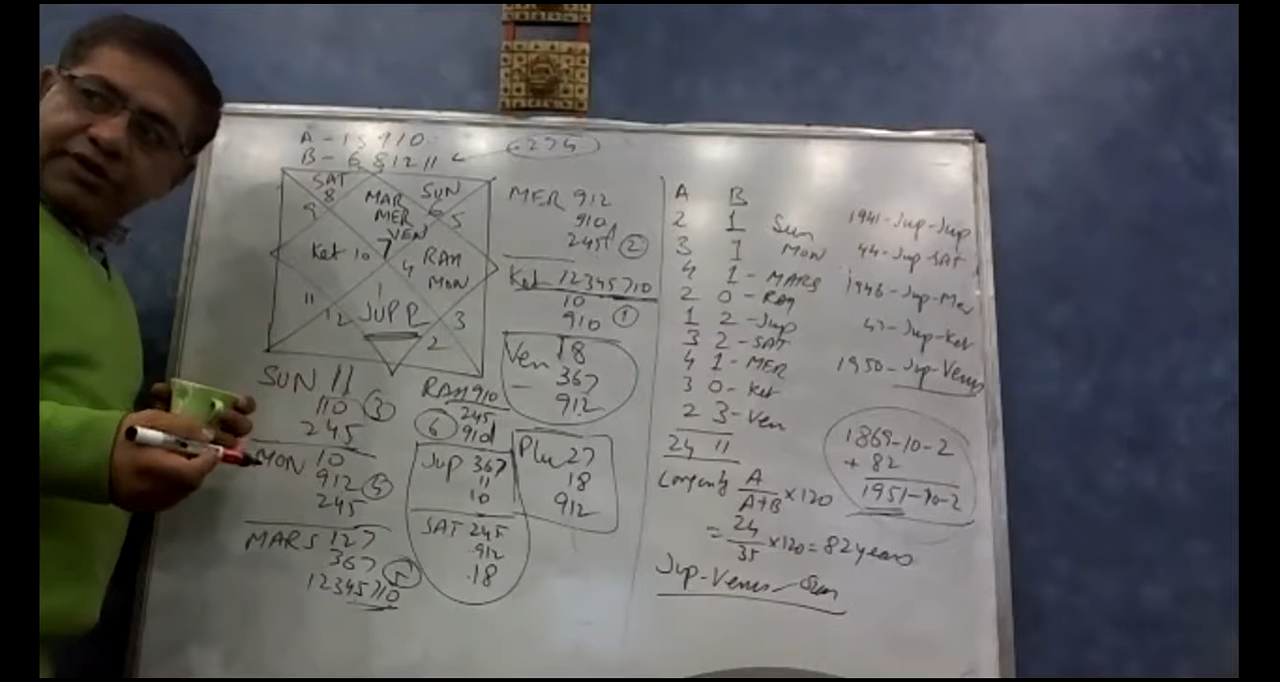 A - 1 5 9 10
B - 6 8 12 11
.274
SAT
8
MAR
MER
VEN
SUN
6
5
9
Ket 10
7
4
RAH
MON
11
12
1
JUP R
3
2
MER 912
910
245 2
Ket 12345710
10
910 1
Ven 18
367
912
SUN 11
110 3
245
MON 10
912
245
MARS 127
367
12345710
RAH 910
245
910
6
Jup 367
11
10
SAT 245
912
.18
Plu 27
18
912
A B
2 1 Sun
3 1 MON
4 1 - MARS
2 0 - RAH
1 2 - Jup
3 2 - SAT
4 1 - MER
3 0 - Ket
2 3 - Ven
24 11
1941 - Jup - Jup
44 - Jup SAT
1946 - Jup - Mer
47 - Jup - Ket
1950 - Jup - Venus
1869-10-2
+ 82
1951-10-2
Longevity A/A+B × 120
= 24/35 × 120 = 82 years
Jup - Venus - Sun